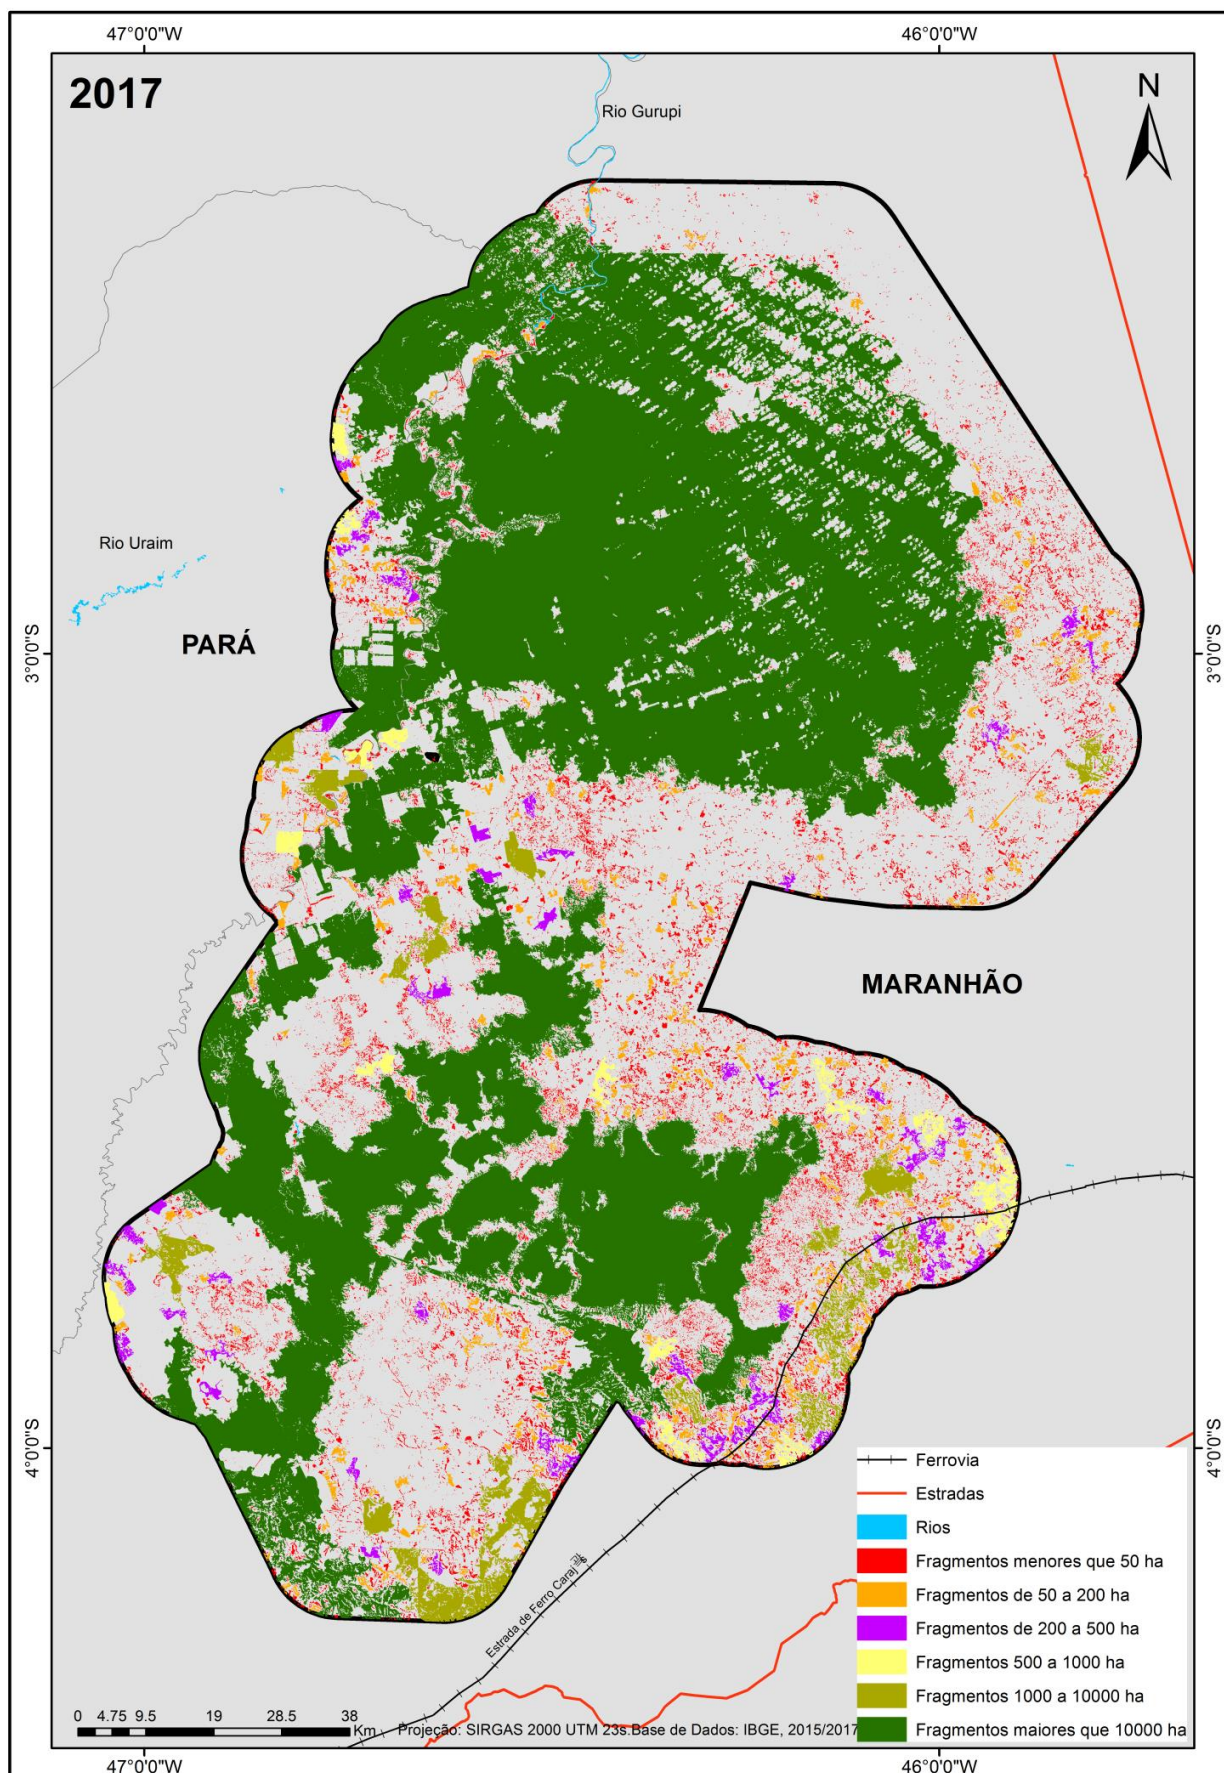 47°0'0"W
46°0'0"W
2017
N
Rio Gurupi
Rio Uraim
PARÁ
3°0'0"S
3°0'0"S
MARANHÃO
4°0'0"S
4°0'0"S
Estrada de Ferro Carajás
Ferrovia
Estradas
Rios
Fragmentos menores que 50 ha
Fragmentos de 50 a 200 ha
Fragmentos de 200 a 500 ha
Fragmentos 500 a 1000 ha
Fragmentos 1000 a 10000 ha
Fragmentos maiores que 10000 ha
0 4.75 9.5 19 28.5 38
Km
Projeção: SIRGAS 2000 UTM 23s.Base de Dados: IBGE, 2015/2017
47°0'0"W
46°0'0"W